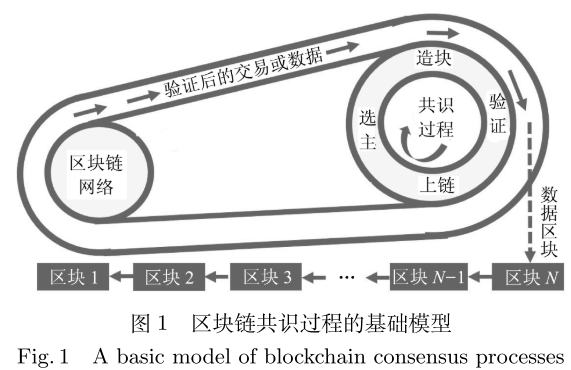 验证后的交易或数据
造块
共识
过程
验证
选主
上链
区块链
网络
数据区块
区块 1
区块 2
区块 3
···
区块 N−1
区块 N
图 1 区块链共识过程的基础模型
Fig. 1 A basic model of blockchain consensus processes